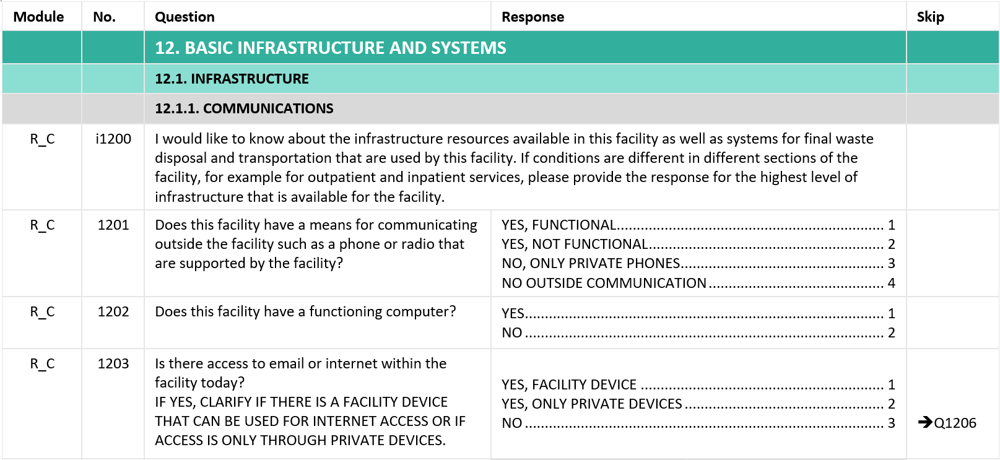 Module No. Question Response Skip
12. BASIC INFRASTRUCTURE AND SYSTEMS
12.1. INFRASTRUCTURE
12.1.1. COMMUNICATIONS
R_C i1200 I would like to know about the infrastructure resources available in this facility as well as systems for final waste
disposal and transportation that are used by this facility. If conditions are different in different sections of the
facility, for example for outpatient and inpatient services, please provide the response for the highest level of
infrastructure that is available for the facility.
R_C 1201 Does this facility have a means for communicating
outside the facility such as a phone or radio that
are supported by the facility?
YES, FUNCTIONAL........................................ 1
YES, NOT FUNCTIONAL........................................ 2
NO, ONLY PRIVATE PHONES........................................ 3
NO OUTSIDE COMMUNICATION........................................ 4
R_C 1202 Does this facility have a functioning computer?
YES........................................ 1
NO........................................ 2
R_C 1203 Is there access to email or internet within the
facility today?
IF YES, CLARIFY IF THERE IS A FACILITY DEVICE
THAT CAN BE USED FOR INTERNET ACCESS OR IF
ACCESS IS ONLY THROUGH PRIVATE DEVICES.
YES, FACILITY DEVICE ........................................ 1
YES, ONLY PRIVATE DEVICES........................................ 2
NO........................................ 3 ➔Q1206